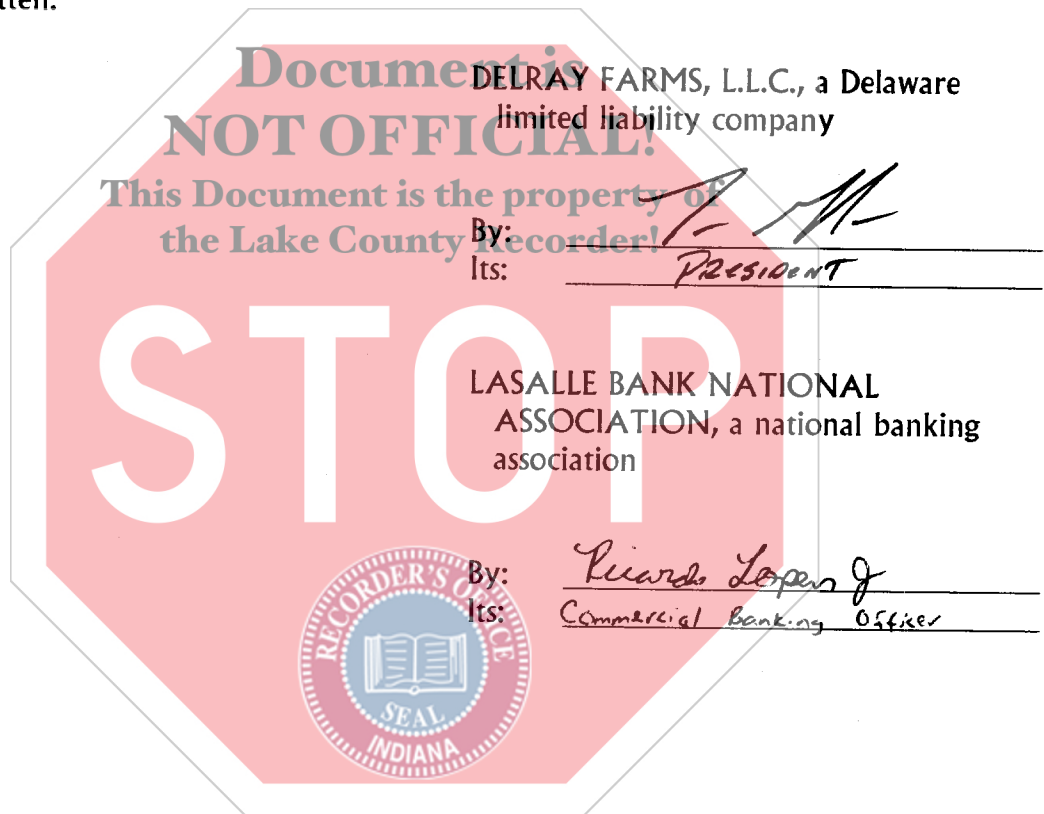 Document is
NOT OFFICIAL!
This Document is the property of
the Lake County Recorder!
DELRAY FARMS, L.L.C., a Delaware
limited liability company
By:
Its: PRESIDENT
STOP
LASALLE BANK NATIONAL
ASSOCIATION, a national banking
association
By: Ricardo
Its: Commercial Banking Officer
RECORDER'S OFFICE
SEAL
INDIANA